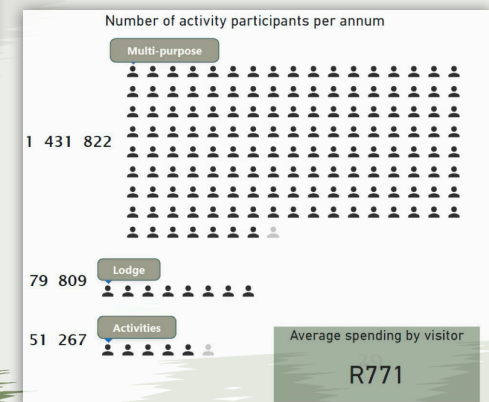 Number of activity participants per annum
Multi-purpose
1 431 822
Lodge
79 809
Activities
51 267
Average spending by visitor
R771